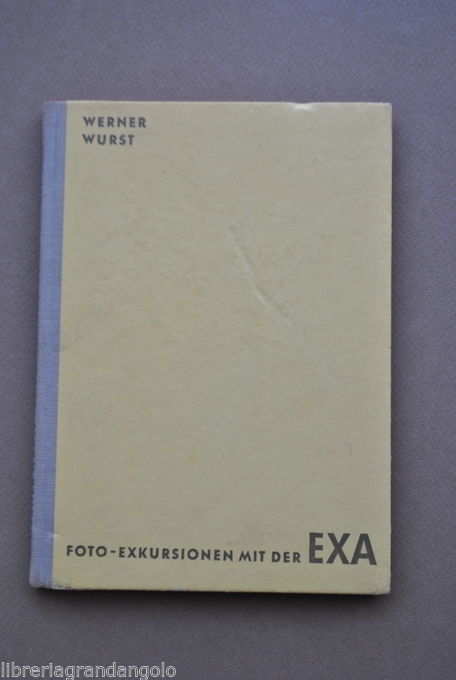 WERNER
WURST
FOTO-EXKURSIONEN MIT DER EXA
libreriagrandangolo